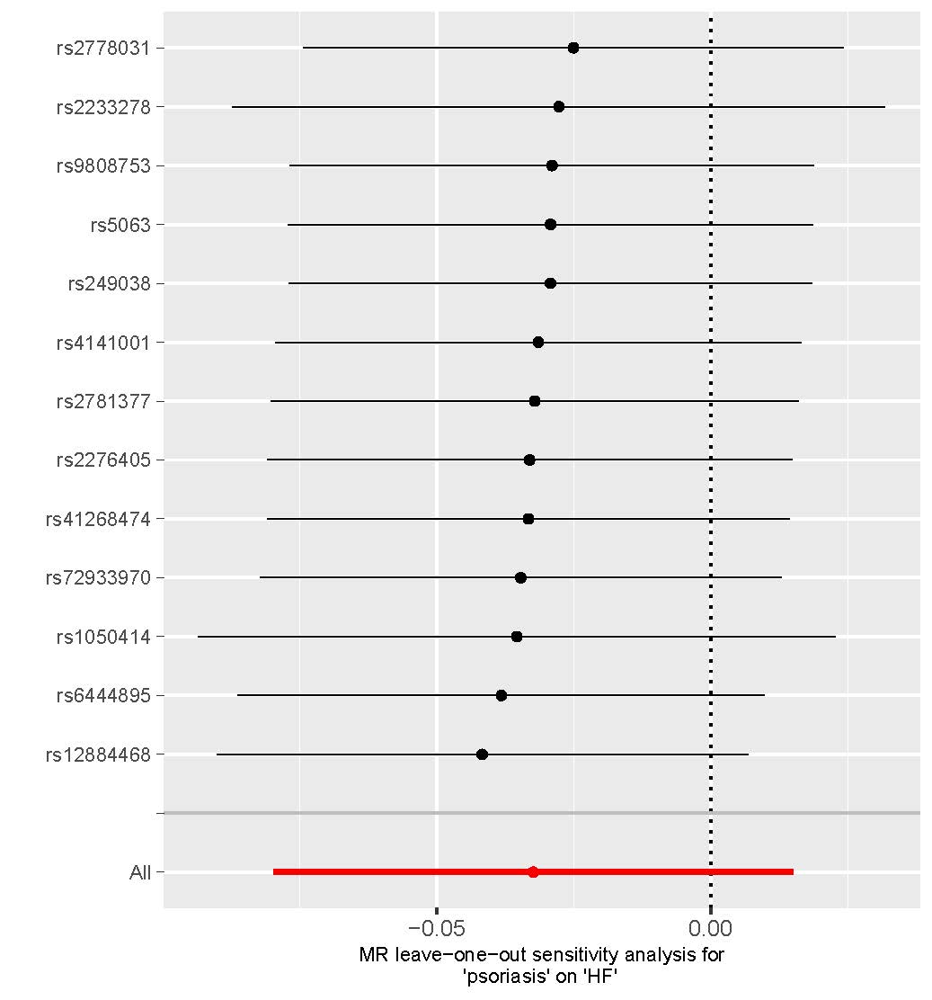 rs2778031
rs2233278
rs9808753
rs5063
rs249038
rs4141001
rs2781377
rs2276405
rs41268474
rs72933970
rs1050414
rs6444895
rs12884468
All
−0.05 0.00
MR leave−one−out sensitivity analysis for
'psoriasis' on 'HF'